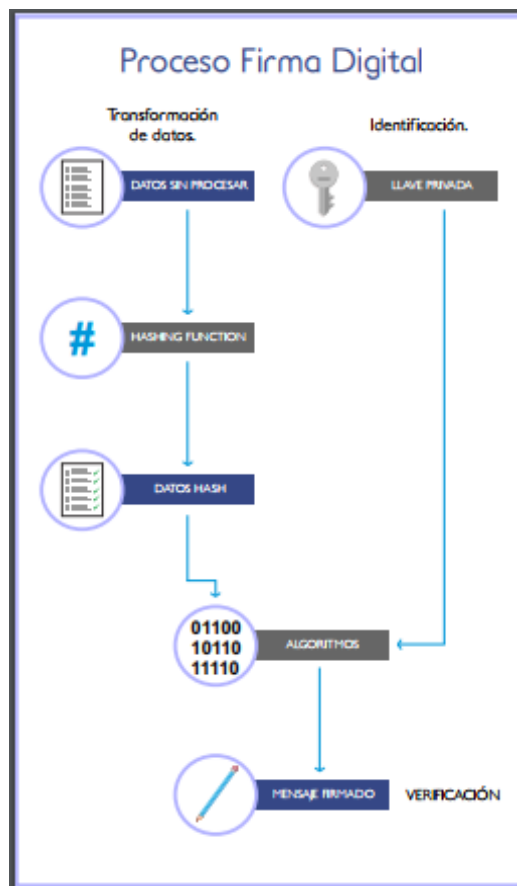 Proceso Firma Digital
Transformación
de datos.
Identificación.
DATOS SIN PROCESAR
LLAVE PRIVADA
#
HASHING FUNCTION
DATOS HASH
01100
10110
11110
ALGORITMOS
MENSAJE FIRMADO
VERIFICACIÓN